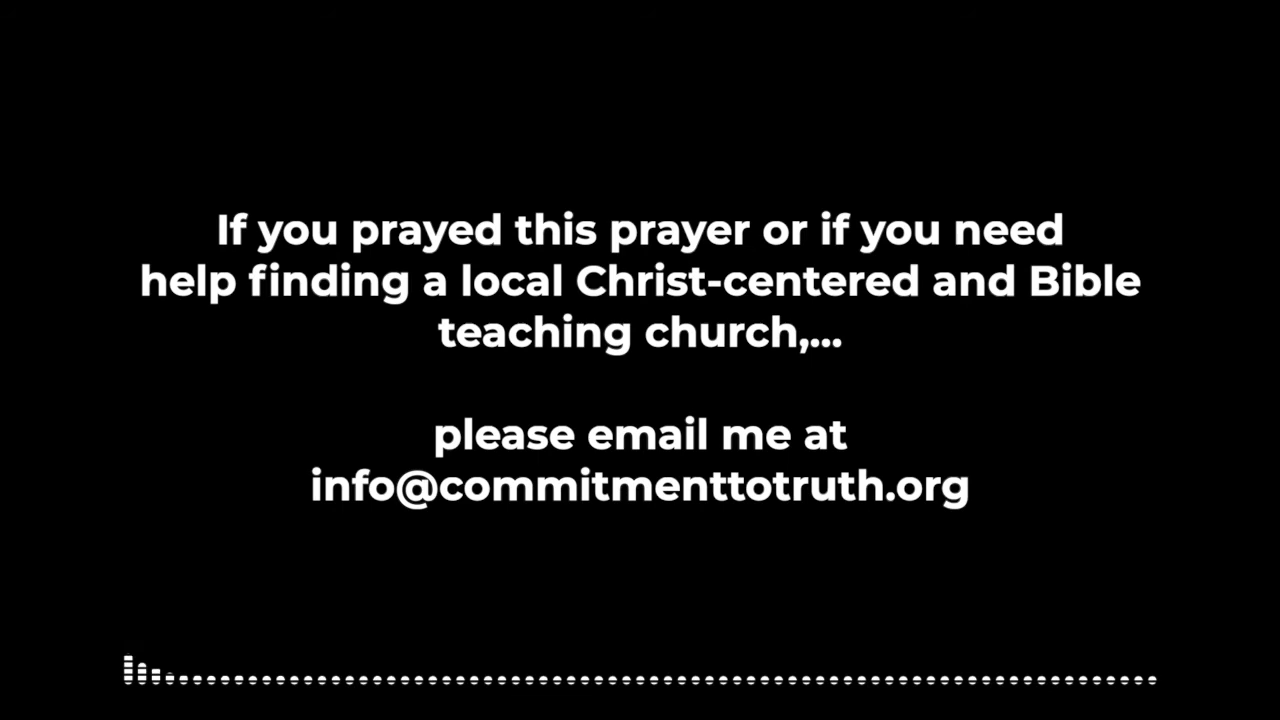 If you prayed this prayer or if you need
help finding a local Christ-centered and Bible
teaching church,...
please email me at
info@commitmenttotruth.org